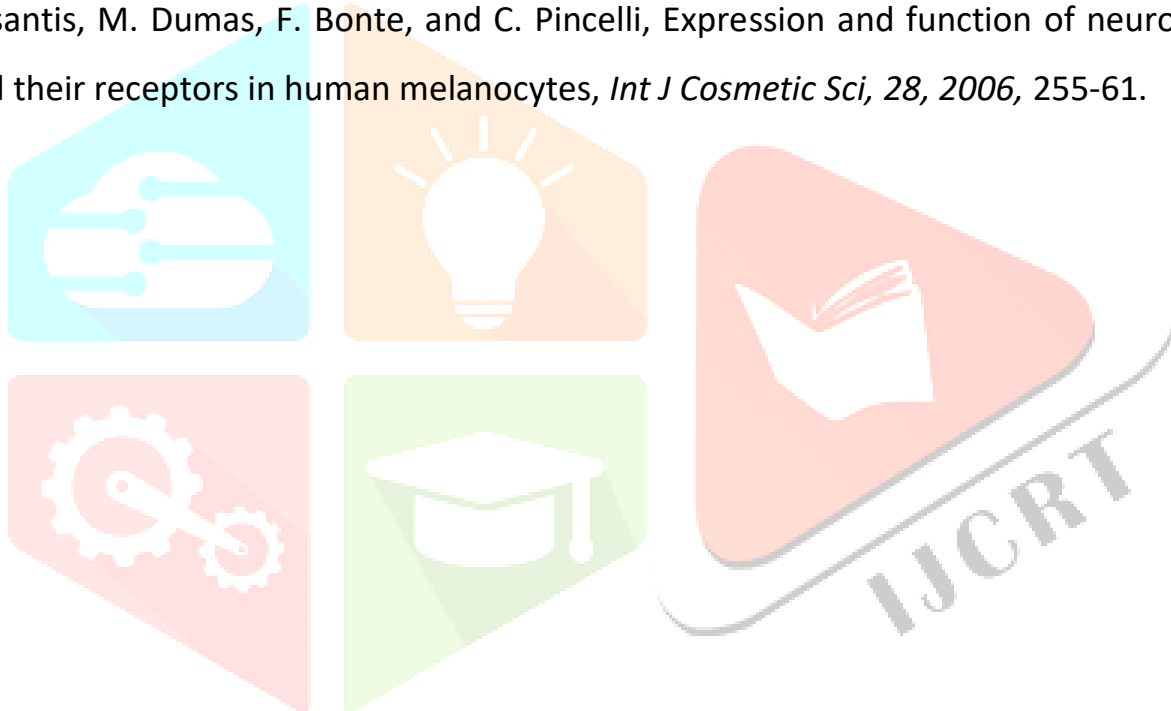 santis, M. Dumas, F. Bonte, and C. Pincelli, Expression and function of neuro
their receptors in human melanocytes, Int J Cosmetic Sci, 28, 2006, 255-61.
IJCRT